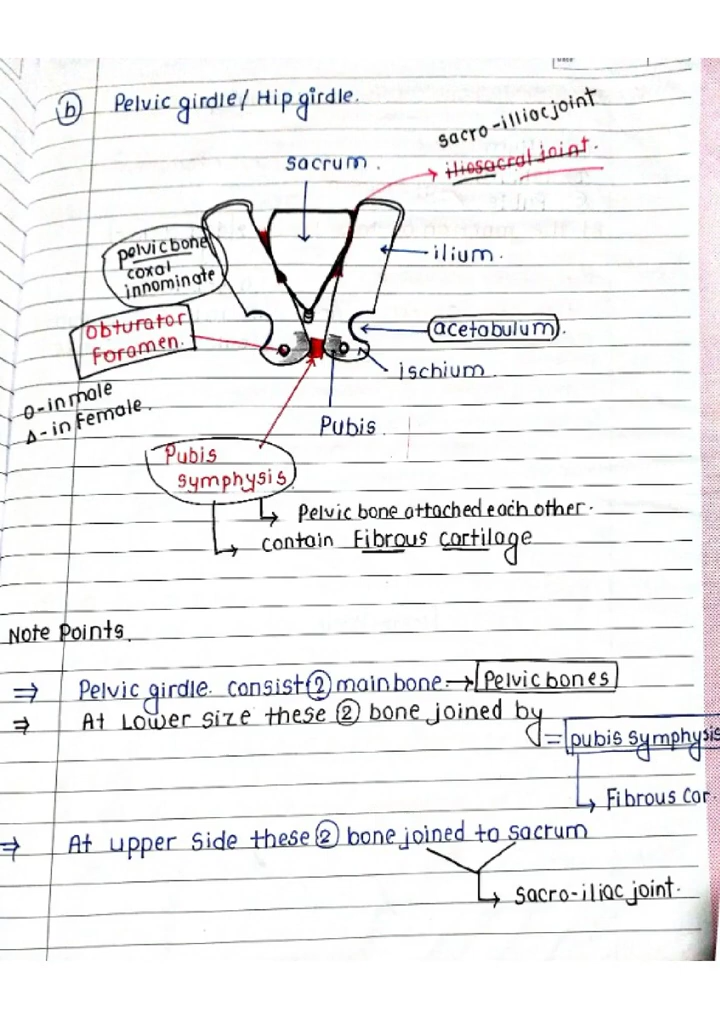 b Pelvic girdle / Hip girdle.
sacro-illiac joint
sacrum.
iliosacral joint.
pelvic bone
coxal
innominate
ilium.
Obturator
Foramen.
acetabulum.
ischium.
O-in male
Δ-in Female.
Pubis
Pubis
symphysis
↳ Pelvic bone attached each other.
↳ contain Fibrous cartilage
Note Points.
⇒ Pelvic girdle. consist ② main bone → Pelvic bones
⇒ At Lower size these ② bone joined by
= pubis symphysis
↳ Fibrous car.
⇒ At upper side these ② bone joined to sacrum
↳ sacro-iliac joint.